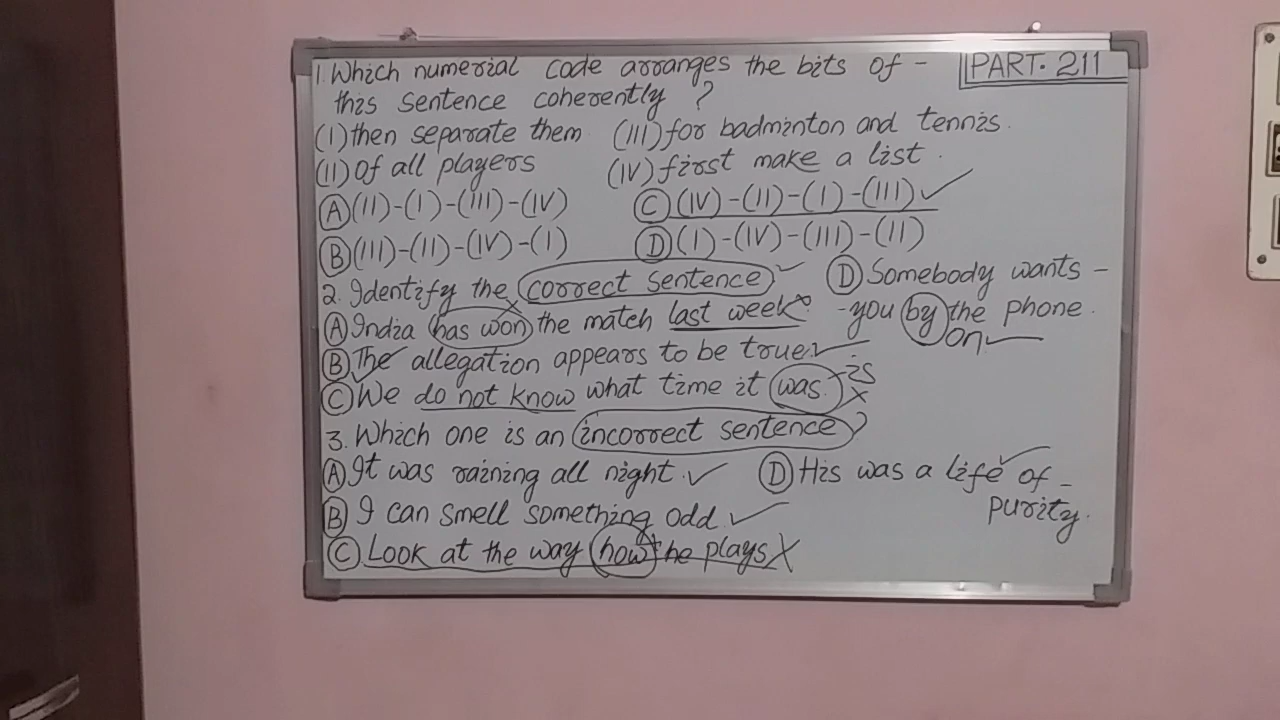 1. Which numerial code arranges the bits of -
PART. 211
this sentence coherently ?
(I) then separate them (III) for badminton and tennis.
(II) Of all players (IV) first make a list.
(A) (II)-(I)-(III)-(IV) (C) (IV)-(II)-(I)-(III) ✓
(B) (III)-(II)-(IV)-(I) (D) (I)-(IV)-(III)-(II)
2. Identify the correct sentence ✓ (D) Somebody wants -
(A) India has won the match last week. -you by the phone.
on ✓
(B) The allegation appears to be true. ✓
(C) We do not know what time it was. - is X
3. Which one is an incorrect sentence?
(A) It was raining all night. ✓ (D) His was a life of -
purity.
(B) I can smell something odd. ✓
(C) Look at the way how he plays X